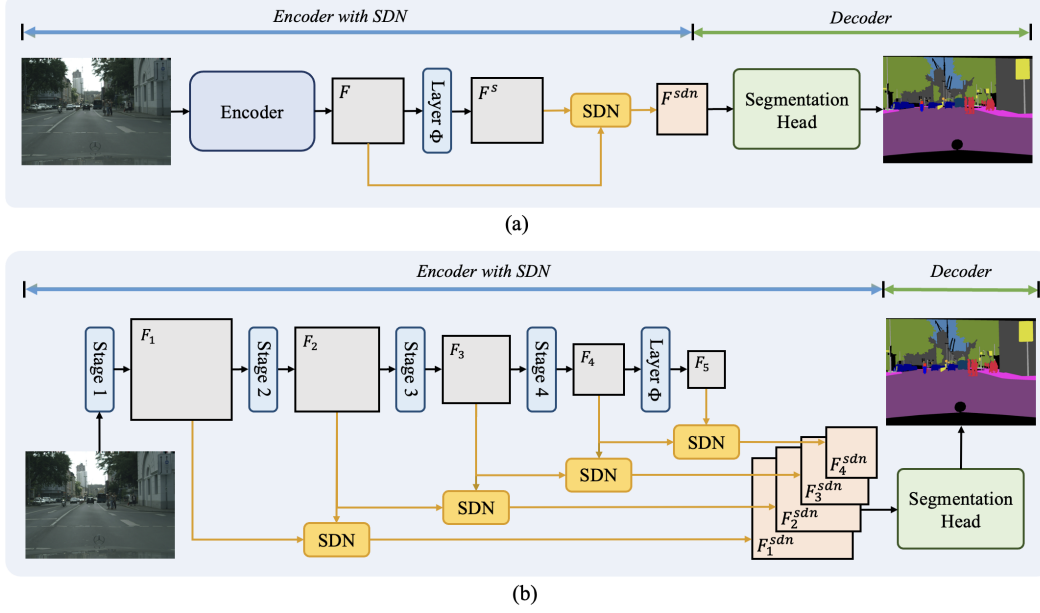 Encoder with SDN
Decoder
Encoder
F
Layer Φ
F^s
SDN
F^sdn
Segmentation
Head
(a)
Encoder with SDN
Decoder
Stage 1
F_1
Stage 2
F_2
Stage 3
F_3
Stage 4
F_4
Layer Φ
F_5
SDN
SDN
SDN
SDN
F_4^sdn
F_3^sdn
F_2^sdn
F_1^sdn
Segmentation
Head
(b)